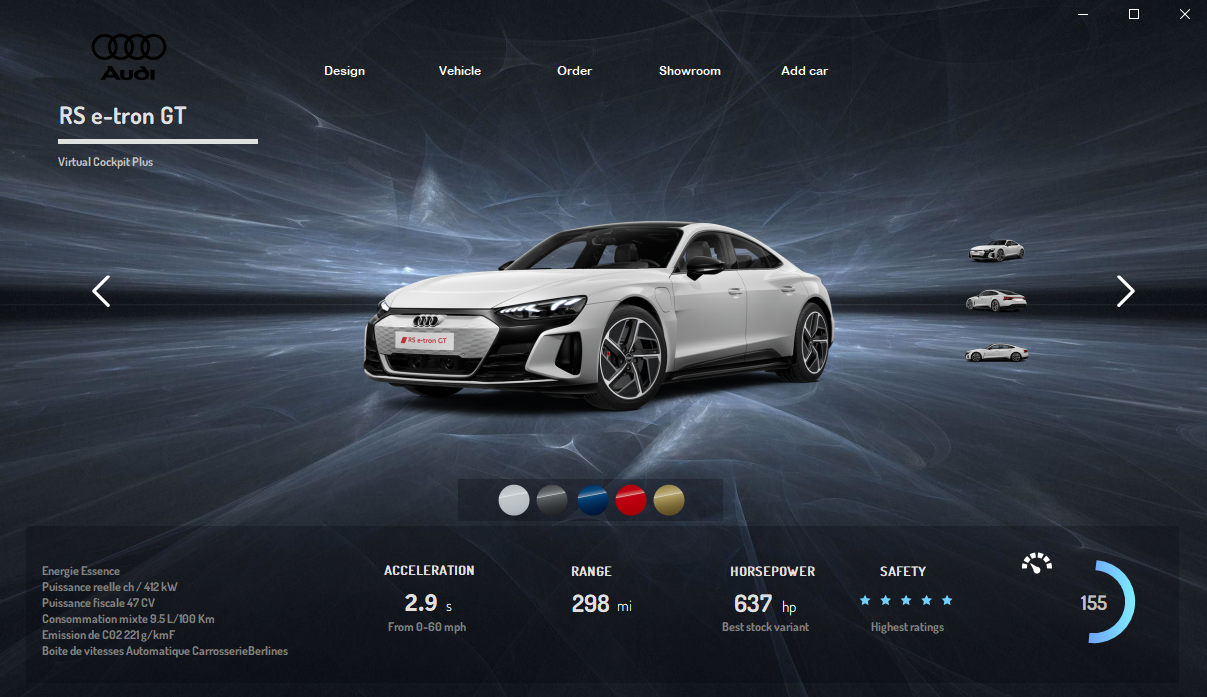 Audi
Design
Vehicle
Order
Showroom
Add car
RS e-tron GT
Virtual Cockpit Plus
RS e-tron GT
Energie Essence
Puissance reelle ch / 412 kW
Puissance fiscale 47 CV
Consommation mixte 9.5 L/100 Km
Emission de CO2 221 g/kmF
Boite de vitesses Automatique CarrosserieBerlines
ACCELERATION
2.9 s
From 0-60 mph
RANGE
298 mi
HORSEPOWER
637 hp
Best stock variant
SAFETY
Highest ratings
155